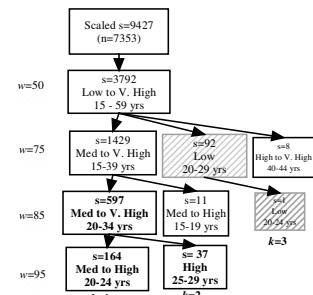 Scaled s=9427
(n=7353)
w=50
s=3792
Low to V. High
15 - 59 yrs
w=75
s=1429
Med to V. High
15-39 yrs
s=92
Low
20-29 yrs
s=8
High to V. High
40-44 yrs
w=85
s=597
Med to V. High
20-34 yrs
s=11
Med to V. High
15-19 yrs
s=1
Low
20-24 yrs
k=3
w=95
s=164
Med to High
20-24 yrs
s= 37
High
25-29 yrs